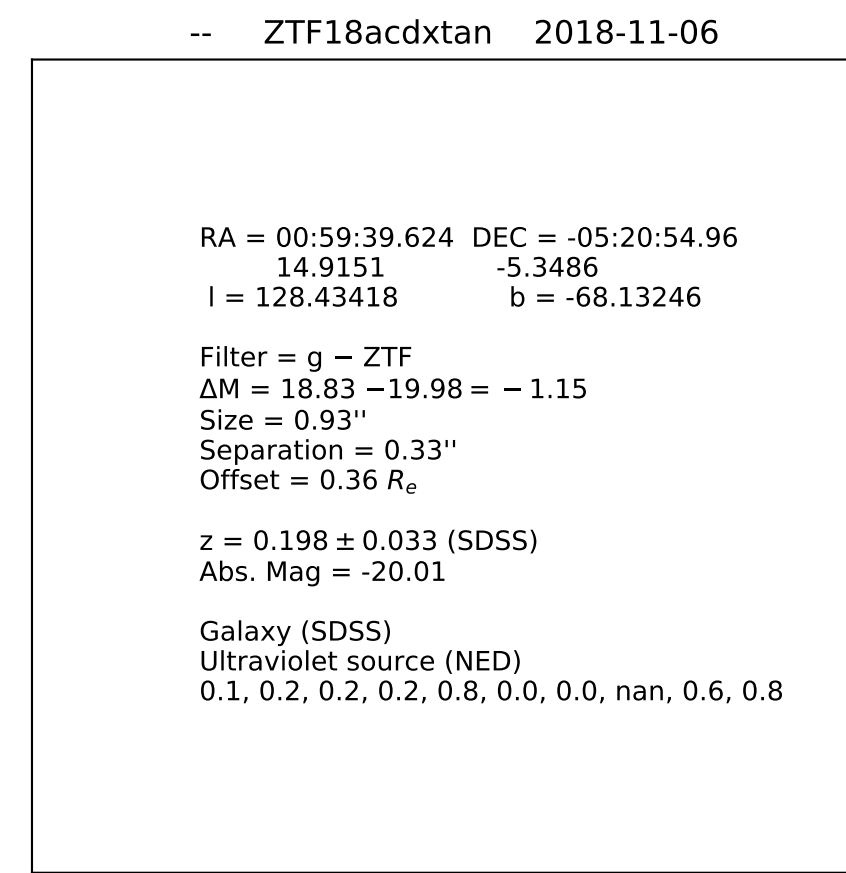 -- ZTF18acdxtan 2018-11-06
RA = 00:59:39.624 DEC = -05:20:54.96
14.9151 -5.3486
l = 128.43418 b = -68.13246
Filter = g − ZTF
ΔM = 18.83 −19.98 = − 1.15
Size = 0.93''
Separation = 0.33''
Offset = 0.36 Rₑ
z = 0.198 ± 0.033 (SDSS)
Abs. Mag = -20.01
Galaxy (SDSS)
Ultraviolet source (NED)
0.1, 0.2, 0.2, 0.2, 0.8, 0.0, 0.0, nan, 0.6, 0.8